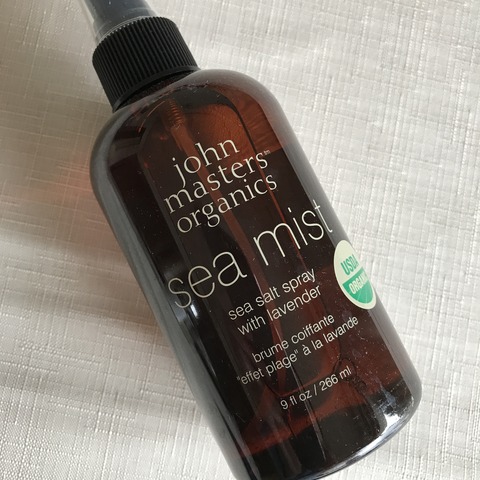 john
masters™
organics
sea mist
sea salt spray
with lavender
USDA
ORGANIC
brume coiffante
"effet plage" à la lavande
9 fl oz / 266 ml